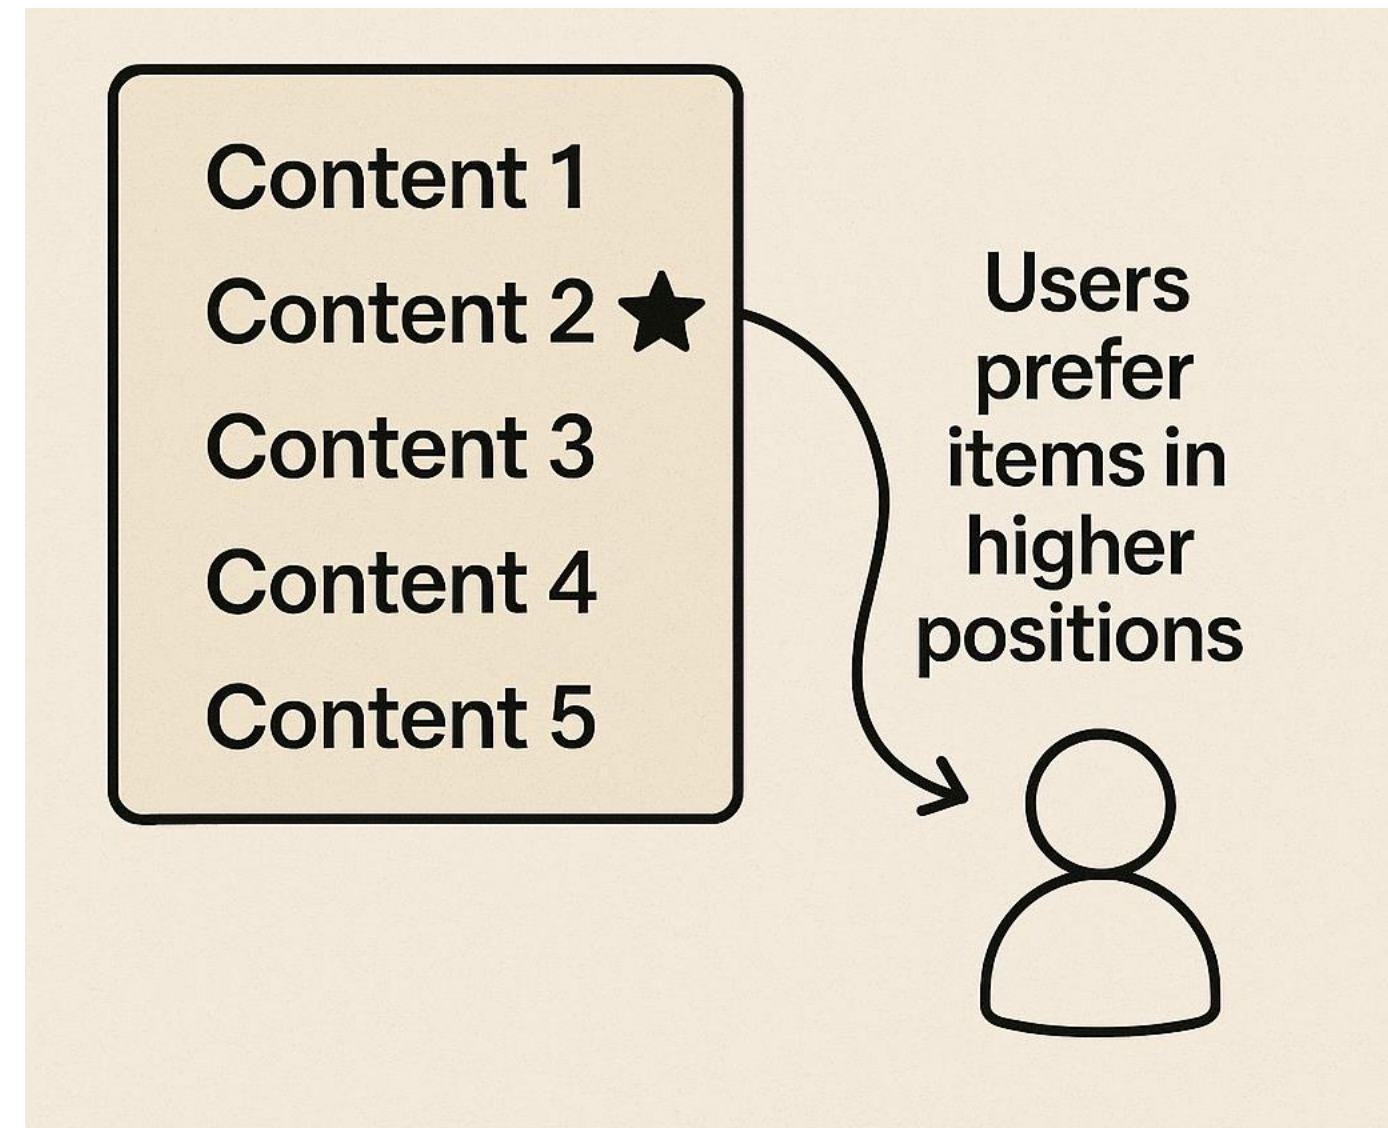 Content 1
Content 2
Content 3
Content 4
Content 5
Users
prefer
items in
higher
positions